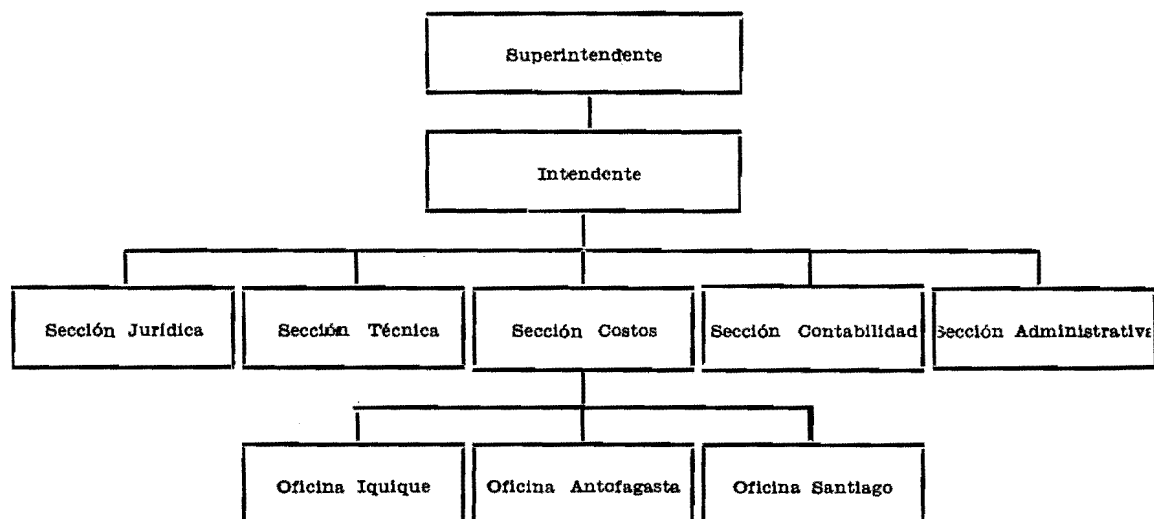 Superintendente
Intendente
Sección Jurídica
Sección Técnica
Sección Costos
Sección Contabilidad
Sección Administrativa
Oficina Iquique
Oficina Antofagasta
Oficina Santiago